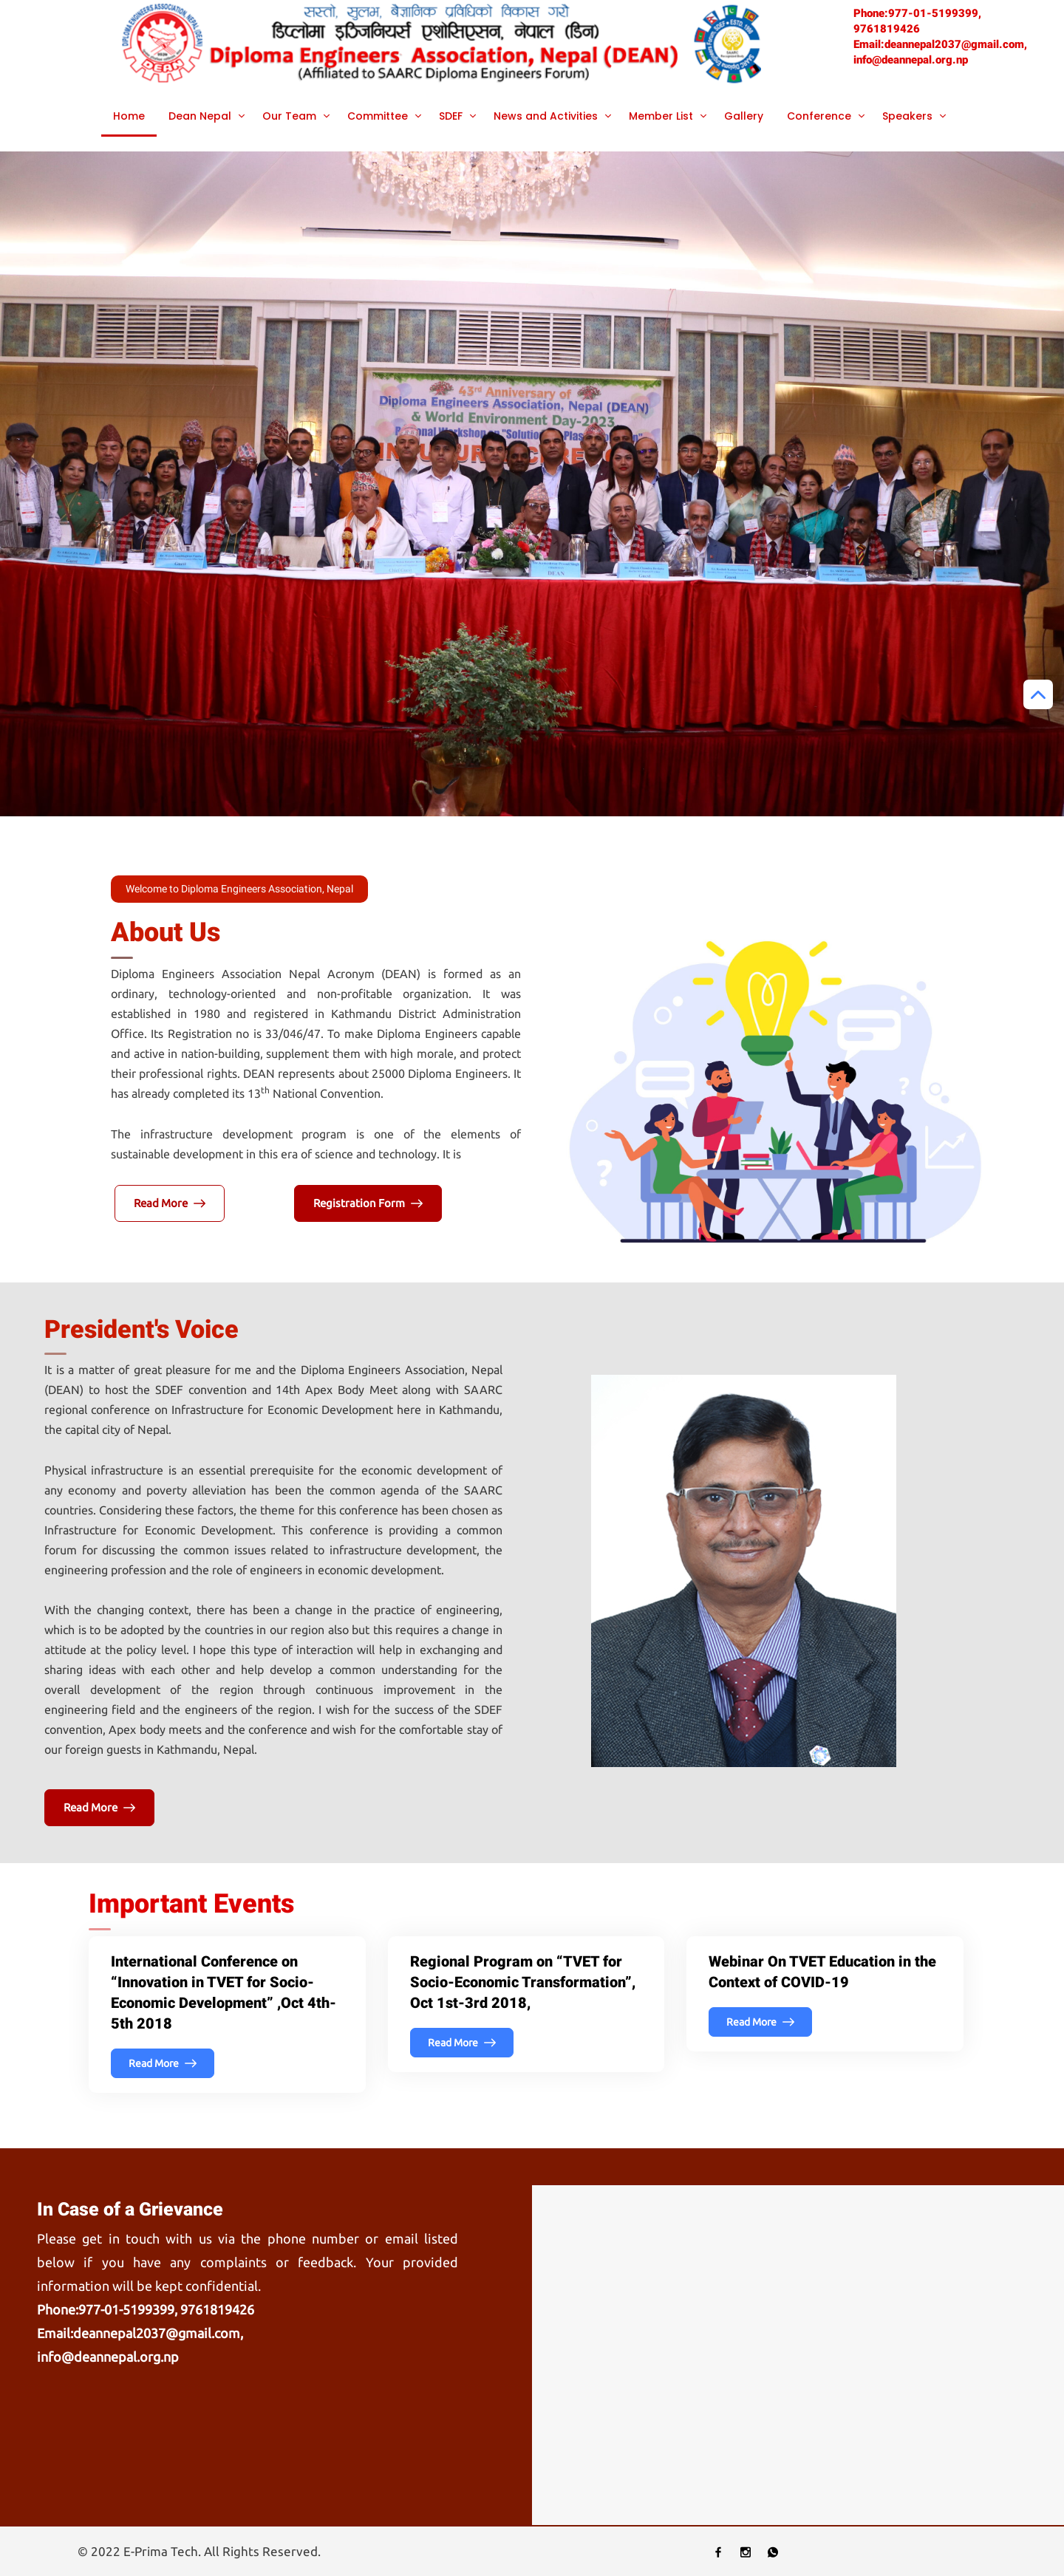 सस्तो, सुलभ, बैज्ञानिक प्रविधिको विकास गरौं
डिप्लोमा इञ्जिनियर्स एशोसिएसन, नेपाल (डिन)
Diploma Engineers Association, Nepal (DEAN)
(Affiliated to SAARC Diploma Engineers Forum)
DEAN
Phone:977-01-5199399,
9761819426
Email:deannepal2037@gmail.com,
info@deannepal.org.np
Home Dean Nepal Our Team Committee SDEF News and Activities Member List Gallery Conference Speakers
43rd Anniversary of
Diploma Engineers Association, Nepal (DEAN)
& World Environment Day-2023
Welcome to Diploma Engineers Association, Nepal
About Us
Diploma Engineers Association Nepal Acronym (DEAN) is formed as an
ordinary, technology-oriented and non-profitable organization. It was
established in 1980 and registered in Kathmandu District Administration
Office. Its Registration no is 33/046/47. To make Diploma Engineers capable
and active in nation-building, supplement them with high morale, and protect
their professional rights. DEAN represents about 25000 Diploma Engineers. It
has already completed its 13th National Convention.
The infrastructure development program is one of the elements of
sustainable development in this era of science and technology. It is
Read More
Registration Form
President's Voice
It is a matter of great pleasure for me and the Diploma Engineers Association, Nepal
(DEAN) to host the SDEF convention and 14th Apex Body Meet along with SAARC
regional conference on Infrastructure for Economic Development here in Kathmandu,
the capital city of Nepal.
Physical infrastructure is an essential prerequisite for the economic development of
any economy and poverty alleviation has been the common agenda of the SAARC
countries. Considering these factors, the theme for this conference has been chosen as
Infrastructure for Economic Development. This conference is providing a common
forum for discussing the common issues related to infrastructure development, the
engineering profession and the role of engineers in economic development.
With the changing context, there has been a change in the practice of engineering,
which is to be adopted by the countries in our region also but this requires a change in
attitude at the policy level. I hope this type of interaction will help in exchanging and
sharing ideas with each other and help develop a common understanding for the
overall development of the region through continuous improvement in the
engineering field and the engineers of the region. I wish for the success of the SDEF
convention, Apex body meets and the conference and wish for the comfortable stay of
our foreign guests in Kathmandu, Nepal.
Read More
Important Events
International Conference on
“Innovation in TVET for Socio-
Economic Development” ,Oct 4th-
5th 2018
Read More
Regional Program on “TVET for
Socio-Economic Transformation”,
Oct 1st-3rd 2018,
Read More
Webinar On TVET Education in the
Context of COVID-19
Read More
In Case of a Grievance
Please get in touch with us via the phone number or email listed
below if you have any complaints or feedback. Your provided
information will be kept confidential.
Phone:977-01-5199399, 9761819426
Email:deannepal2037@gmail.com,
info@deannepal.org.np
© 2022 E-Prima Tech. All Rights Reserved.